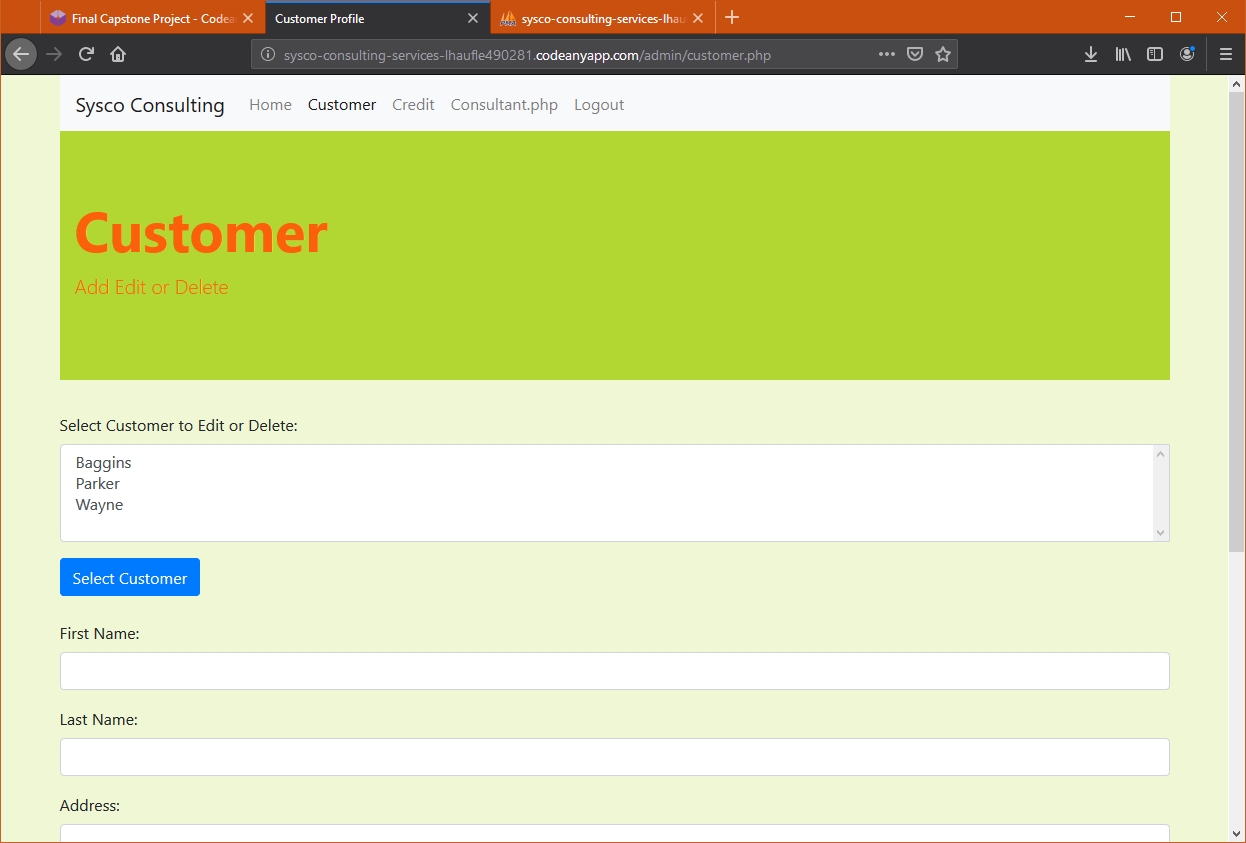 Final Capstone Project - Codea
Customer Profile
sysco-consulting-services-lhau
sysco-consulting-services-lhaufle490281.codeanyapp.com/admin/customer.php
Sysco Consulting Home Customer Credit Consultant.php Logout
Customer
Add Edit or Delete
Select Customer to Edit or Delete:
Baggins
Parker
Wayne
Select Customer
First Name:
Last Name:
Address: